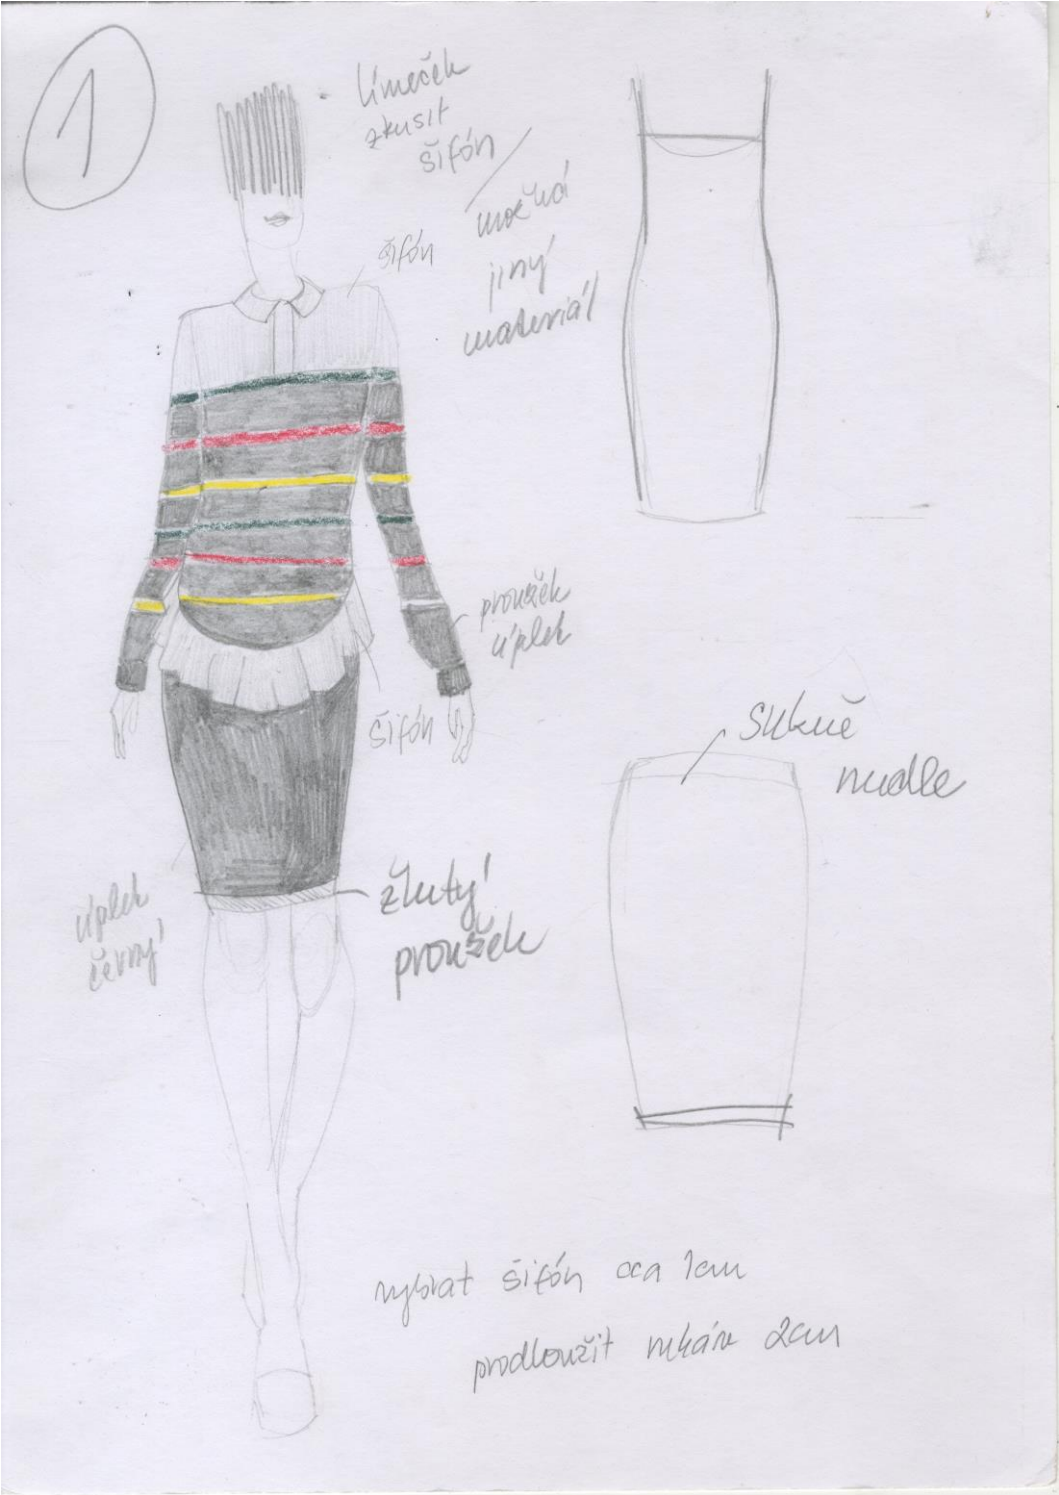 1
límeček
zkusit
šifón
možná
jiný
materiál
šifón
proužek
úplet
šifón
sukně
nudle
žlutý
proužek
úplet
černý
vybrat šifón cca 1cm
prodloužit rukáv 2cm